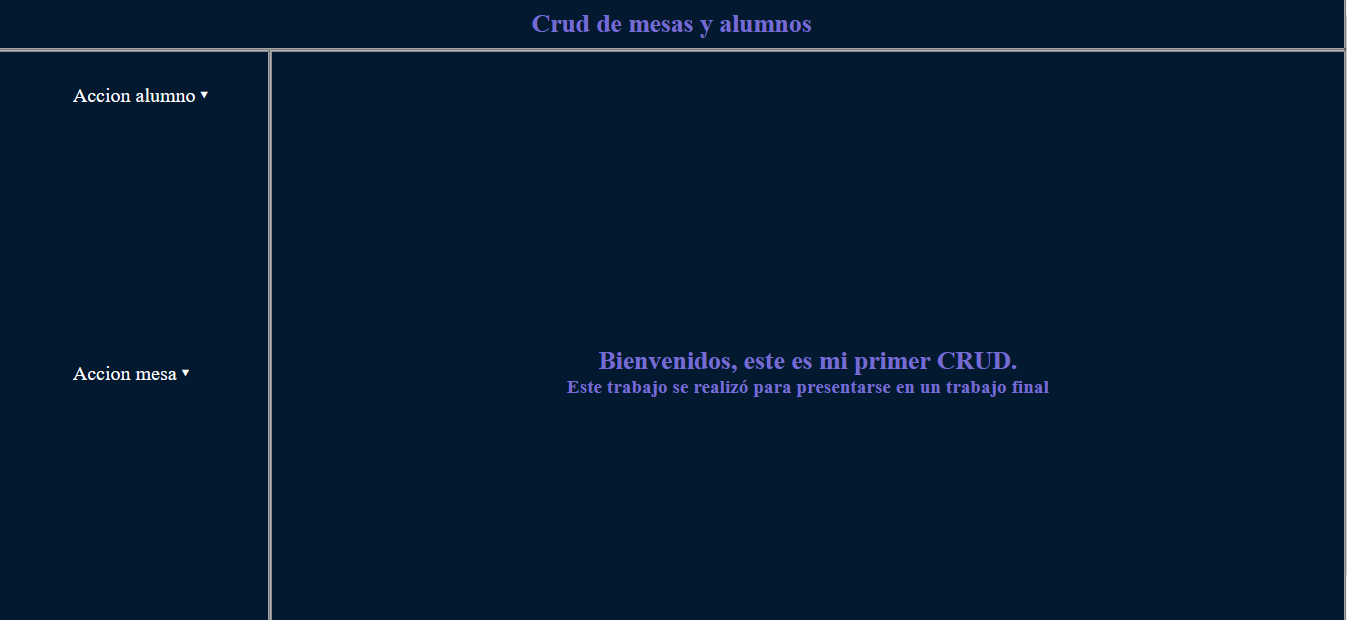 Crud de mesas y alumnos
Accion alumno ▾
Accion mesa ▾
Bienvenidos, este es mi primer CRUD.
Este trabajo se realizó para presentarse en un trabajo final